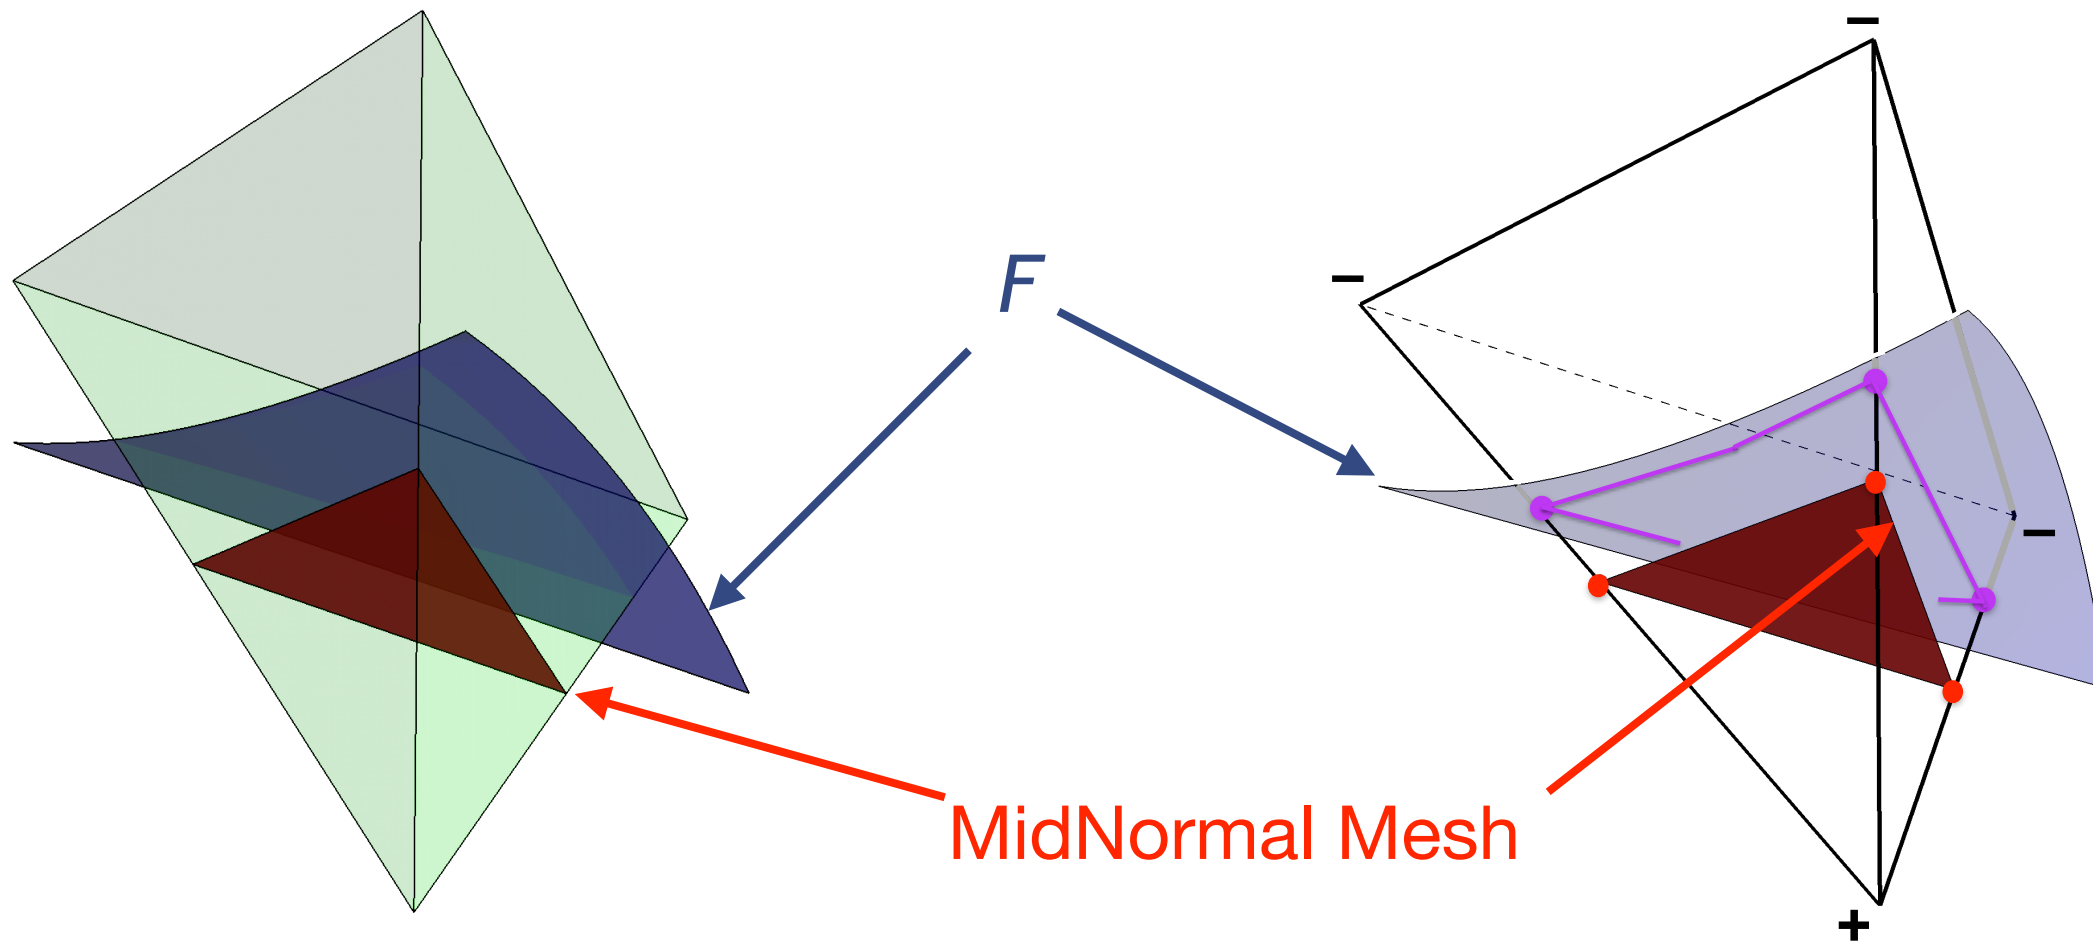 –
F
–
–
MidNormal Mesh
+